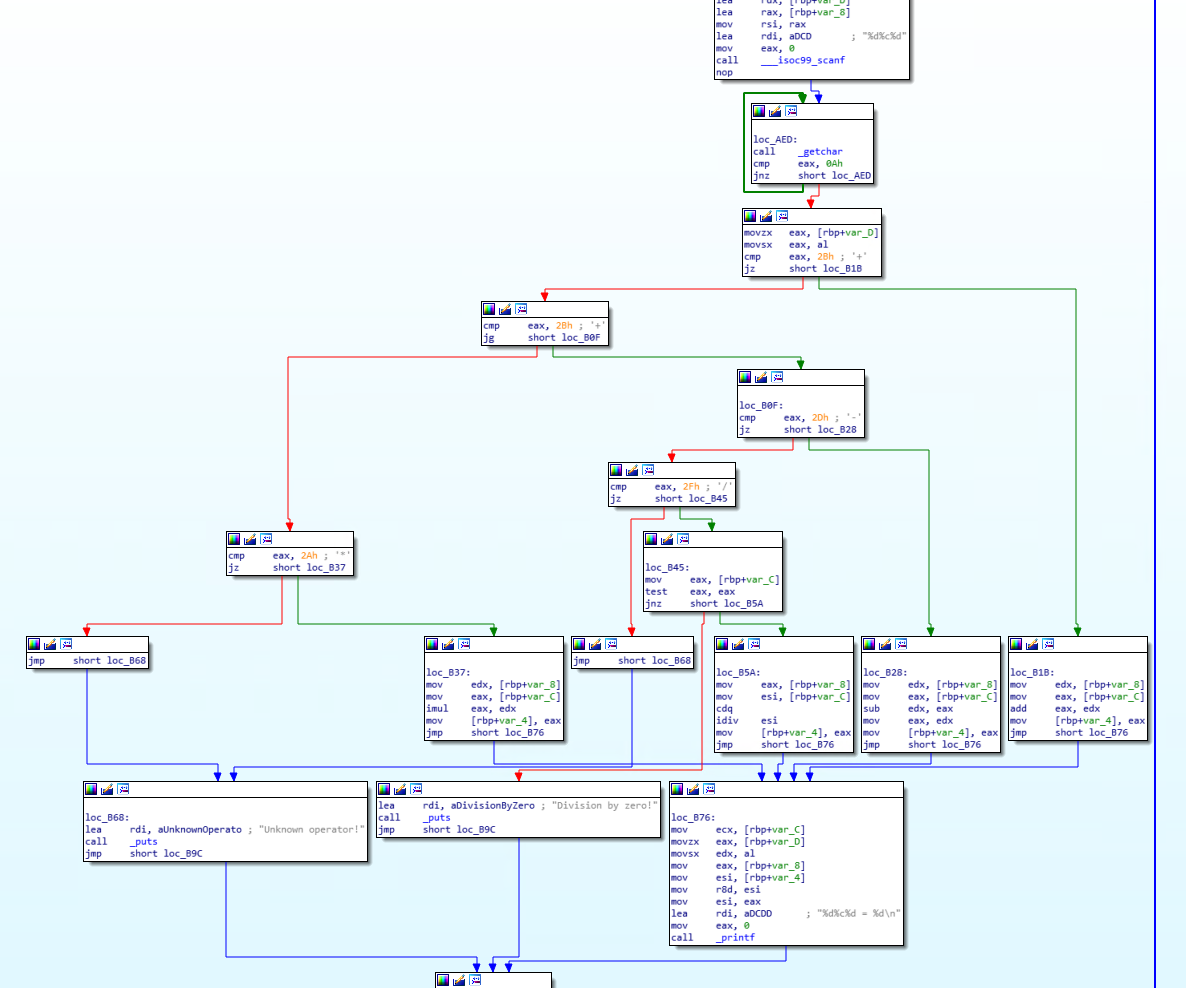 lea rax, [rbp+var_8]
mov rsi, rax
lea rdi, aDCD ; "%d%c%d"
mov eax, 0
call ___isoc99_scanf
nop
loc_AED:
call _getchar
cmp eax, 0Ah
jnz short loc_AED
movzx eax, [rbp+var_D]
movsx eax, al
cmp eax, 2Bh ; '+'
jz short loc_B1B
cmp eax, 2Bh ; '+'
jg short loc_B0F
loc_B0F:
cmp eax, 2Dh ; '-'
jz short loc_B28
cmp eax, 2Fh ; '/'
jz short loc_B45
cmp eax, 2Ah ; '*'
jz short loc_B37
loc_B45:
mov eax, [rbp+var_C]
test eax, eax
jnz short loc_B5A
jmp short loc_B68
loc_B37:
mov edx, [rbp+var_8]
mov eax, [rbp+var_C]
imul eax, edx
mov [rbp+var_4], eax
jmp short loc_B76
jmp short loc_B68
loc_B5A:
mov eax, [rbp+var_8]
mov esi, [rbp+var_C]
cdq
idiv esi
mov [rbp+var_4], eax
jmp short loc_B76
loc_B28:
mov edx, [rbp+var_8]
mov eax, [rbp+var_C]
sub edx, eax
mov eax, edx
mov [rbp+var_4], eax
jmp short loc_B76
loc_B1B:
mov edx, [rbp+var_8]
mov eax, [rbp+var_C]
add eax, edx
mov [rbp+var_4], eax
jmp short loc_B76
loc_B68:
lea rdi, aUnknownOperato ; "Unknown operator!"
call _puts
jmp short loc_B9C
lea rdi, aDivisionByZero ; "Division by zero!"
call _puts
jmp short loc_B9C
loc_B76:
mov ecx, [rbp+var_C]
movzx eax, [rbp+var_D]
movsx edx, al
mov eax, [rbp+var_8]
mov esi, [rbp+var_4]
mov r8d, esi
mov esi, eax
lea rdi, aDCDD ; "%d%c%d = %d\n"
mov eax, 0
call _printf